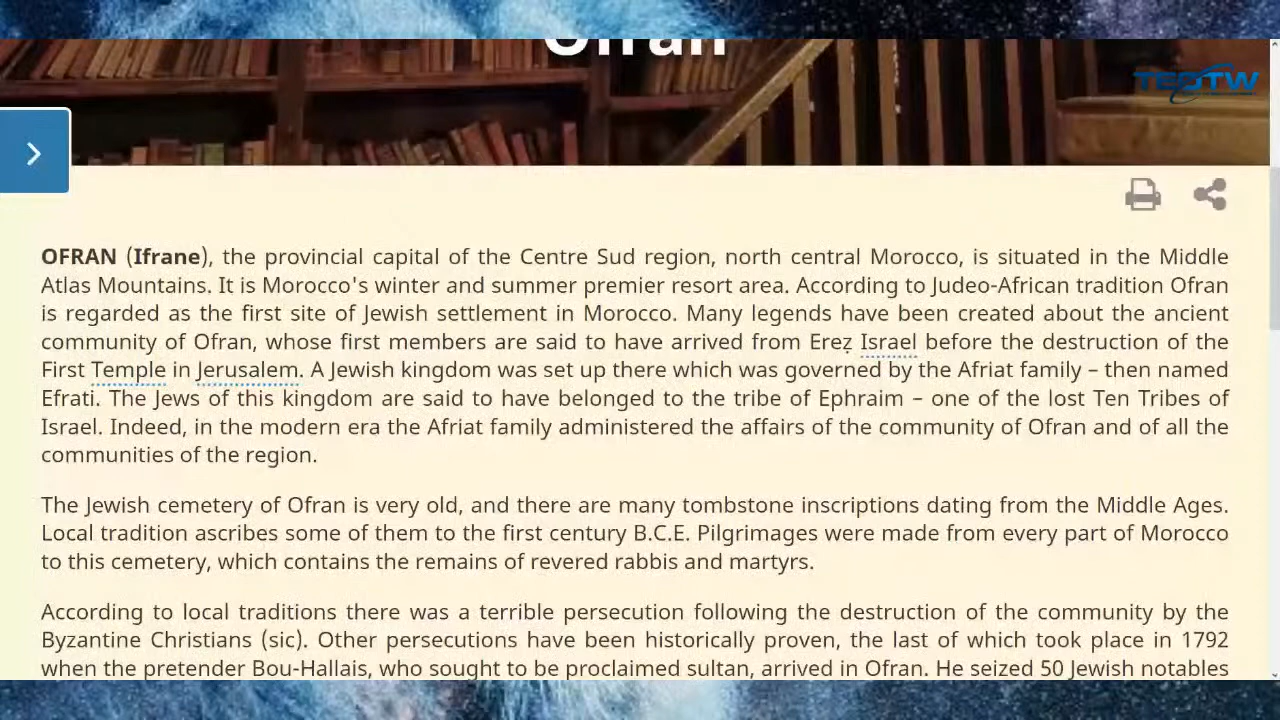 Ofran
TEOTW
OFRAN (Ifrane), the provincial capital of the Centre Sud region, north central Morocco, is situated in the Middle
Atlas Mountains. It is Morocco's winter and summer premier resort area. According to Judeo-African tradition Ofran
is regarded as the first site of Jewish settlement in Morocco. Many legends have been created about the ancient
community of Ofran, whose first members are said to have arrived from Ereẓ Israel before the destruction of the
First Temple in Jerusalem. A Jewish kingdom was set up there which was governed by the Afriat family – then named
Efrati. The Jews of this kingdom are said to have belonged to the tribe of Ephraim – one of the lost Ten Tribes of
Israel. Indeed, in the modern era the Afriat family administered the affairs of the community of Ofran and of all the
communities of the region.
The Jewish cemetery of Ofran is very old, and there are many tombstone inscriptions dating from the Middle Ages.
Local tradition ascribes some of them to the first century B.C.E. Pilgrimages were made from every part of Morocco
to this cemetery, which contains the remains of revered rabbis and martyrs.
According to local traditions there was a terrible persecution following the destruction of the community by the
Byzantine Christians (sic). Other persecutions have been historically proven, the last of which took place in 1792
when the pretender Bou-Hallais, who sought to be proclaimed sultan, arrived in Ofran. He seized 50 Jewish notables